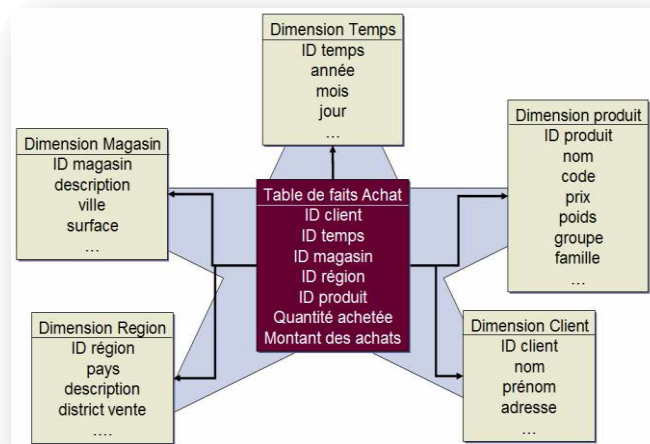 Dimension Temps
ID temps
année
mois
jour
...
Dimension Magasin
ID magasin
description
ville
surface
...
Table de faits Achat
ID client
ID temps
ID magasin
ID région
ID produit
Quantité achetée
Montant des achats
Dimension produit
ID produit
nom
code
prix
poids
groupe
famille
...
Dimension Region
ID région
pays
description
district vente
....
Dimension Client
ID client
nom
prénom
adresse
...